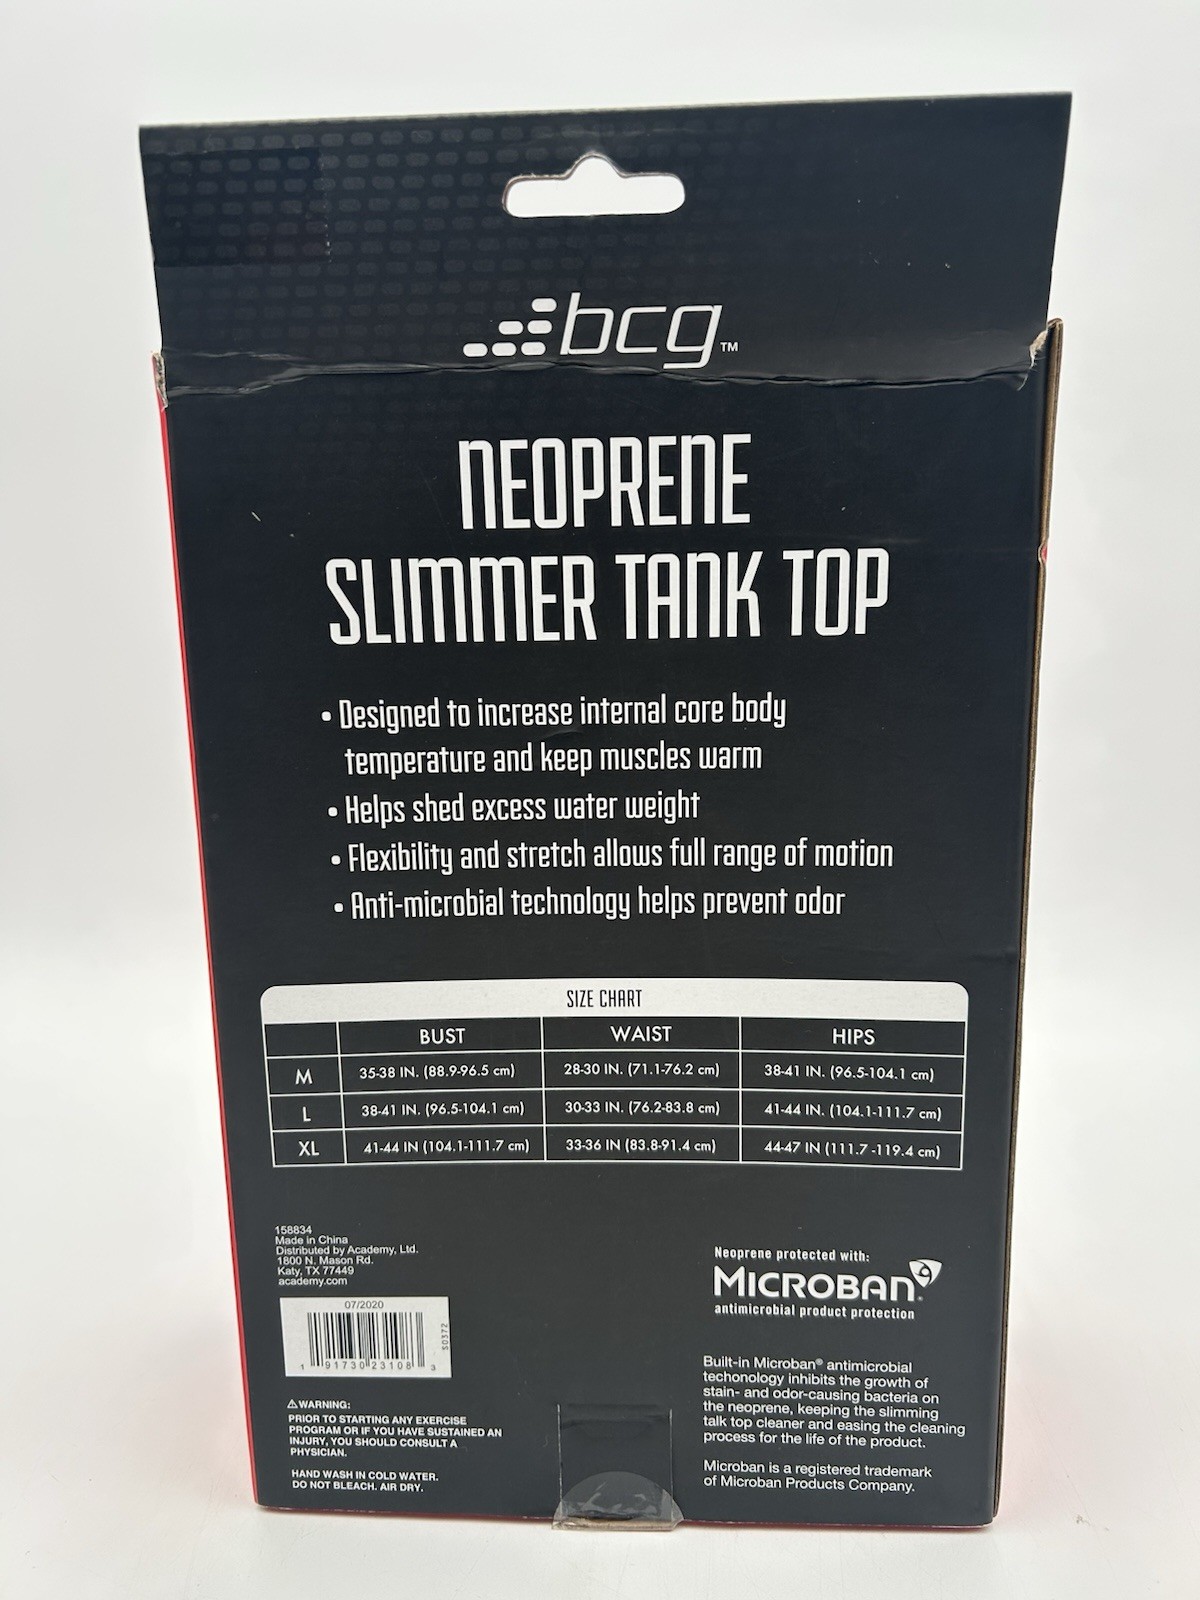 bcg™
NEOPRENE
SLIMMER TANK TOP
• Designed to increase internal core body
temperature and keep muscles warm
• Helps shed excess water weight
• Flexibility and stretch allows full range of motion
• Anti-microbial technology helps prevent odor
SIZE CHART
BUST WAIST HIPS
M 35-38 IN. (88.9-96.5 cm) 28-30 IN. (71.1-76.2 cm) 38-41 IN. (96.5-104.1 cm)
L 38-41 IN. (96.5-104.1 cm) 30-33 IN. (76.2-83.8 cm) 41-44 IN. (104.1-111.7 cm)
XL 41-44 IN (104.1-111.7 cm) 33-36 IN (83.8-91.4 cm) 44-47 IN (111.7 -119.4 cm)
158834
Made in China
Distributed by Academy, Ltd.
1800 N. Mason Rd.
Katy, TX 77449
academy.com
07/2020
S0372
1 91730 23108 3
⚠WARNING:
PRIOR TO STARTING ANY EXERCISE
PROGRAM OR IF YOU HAVE SUSTAINED AN
INJURY, YOU SHOULD CONSULT A
PHYSICIAN.
HAND WASH IN COLD WATER.
DO NOT BLEACH. AIR DRY.
Neoprene protected with:
MICROBAN®
antimicrobial product protection
Built-in Microban® antimicrobial
techonology inhibits the growth of
stain- and odor-causing bacteria on
the neoprene, keeping the slimming
talk top cleaner and easing the cleaning
process for the life of the product.
Microban is a registered trademark
of Microban Products Company.